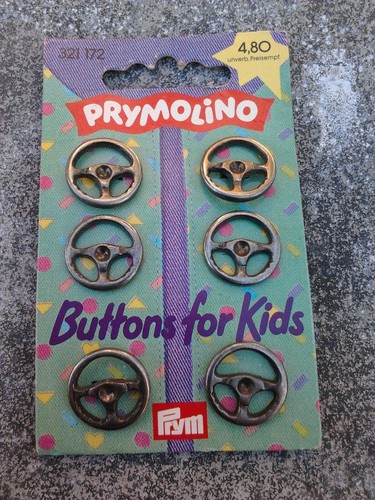 321 172
4,80
unverb. Preisempf.
PRYMOLINO
Buttons for Kids
Prym